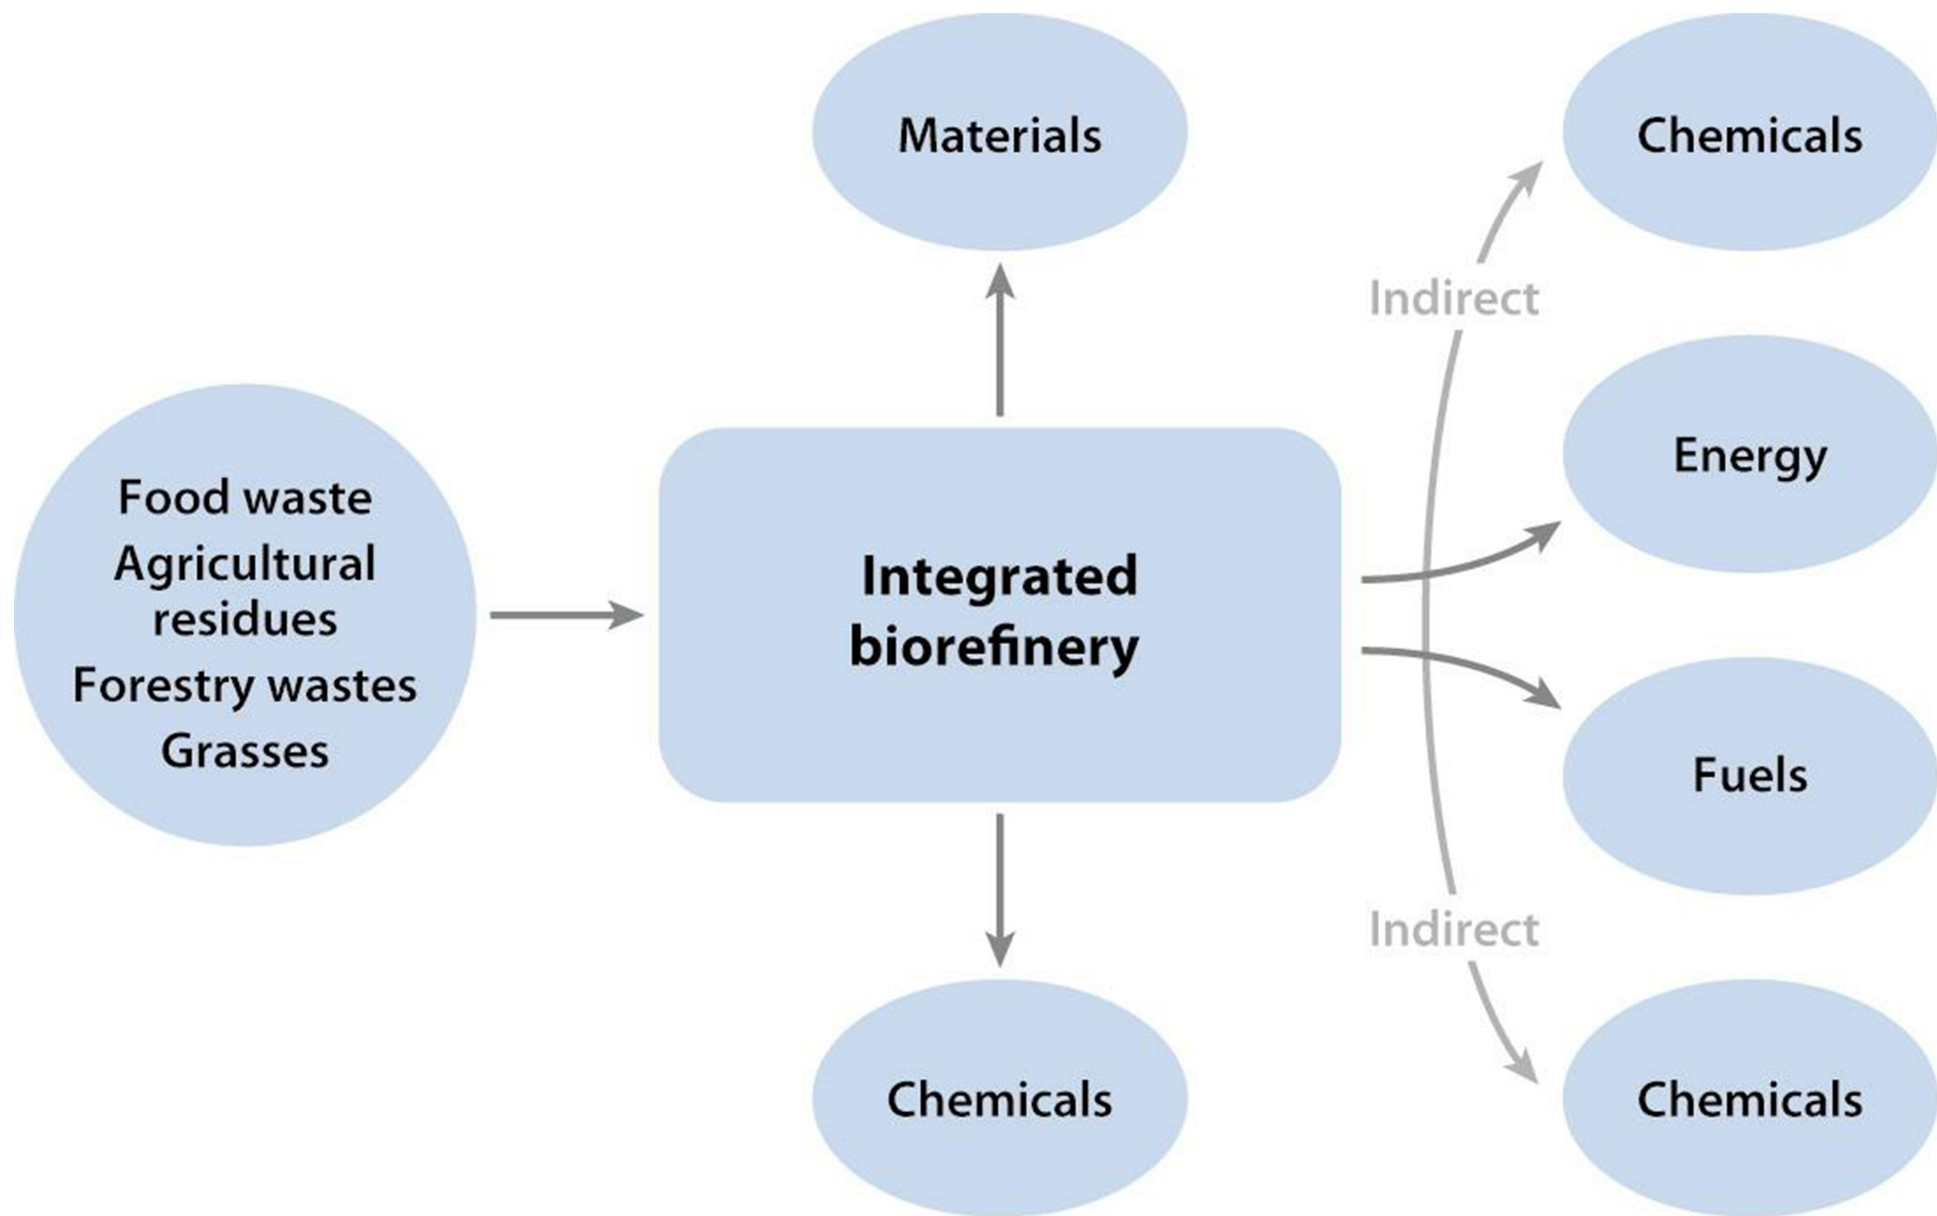 Materials
Chemicals
Indirect
Energy
Food waste
Agricultural
residues
Forestry wastes
Grasses
Integrated
biorefinery
Fuels
Indirect
Chemicals
Chemicals